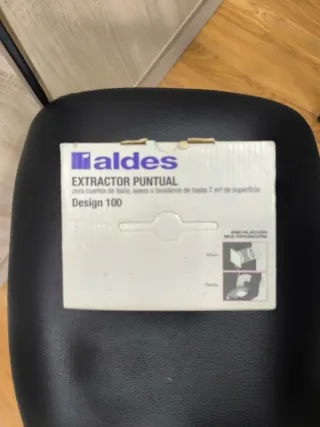 aldes
EXTRACTOR PUNTUAL
para cuartos de baño, aseos o lavaderos de hasta 7 m² de superficie
Design 100
INSTALACIÓN
MULTIPOSICIÓN
Muro
Techo